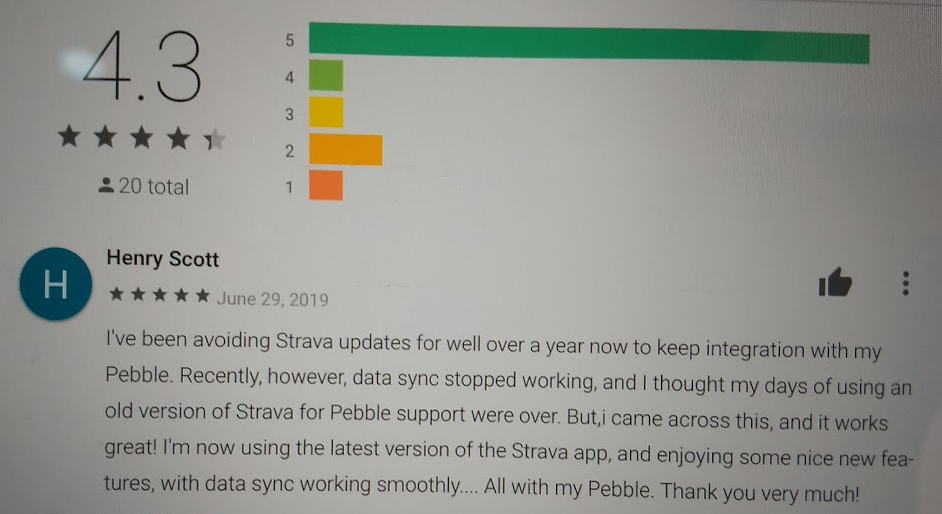 4.3
5
4
3
2
1
20 total
Henry Scott
June 29, 2019
H
I've been avoiding Strava updates for well over a year now to keep integration with my
Pebble. Recently, however, data sync stopped working, and I thought my days of using an
old version of Strava for Pebble support were over. But,i came across this, and it works
great! I'm now using the latest version of the Strava app, and enjoying some nice new fea-
tures, with data sync working smoothly.... All with my Pebble. Thank you very much!